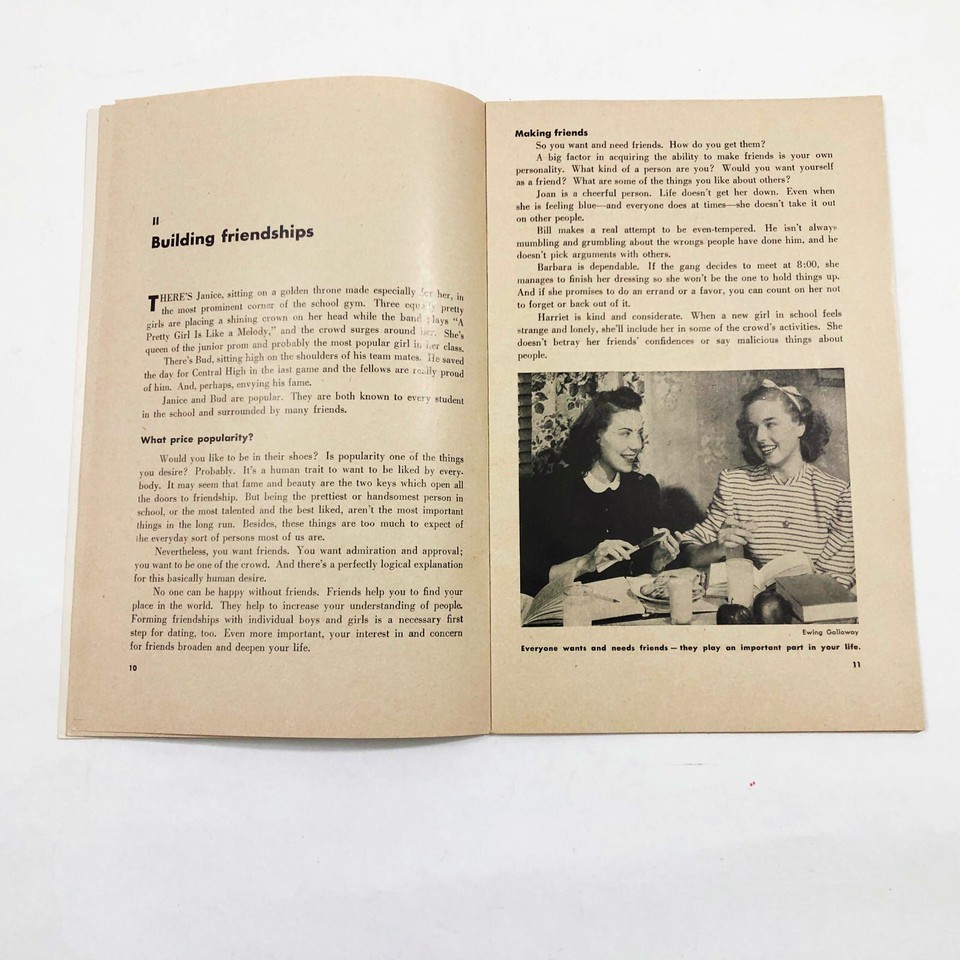 II
Building friendships
THERE'S Janice, sitting on a golden throne made especially for her, in
the most prominent corner of the school gym. Three equally pretty
girls are placing a shining crown on her head while the band plays "A
Pretty Girl Is Like a Melody," and the crowd surges around her. She's
queen of the junior prom and probably the most popular girl in her class.
There's Bud, sitting high on the shoulders of his team mates. He saved
the day for Central High in the last game and the fellows are really proud
of him. And, perhaps, envying his fame.
Janice and Bud are popular. They are both known to every student
in the school and surrounded by many friends.
What price popularity?
Would you like to be in their shoes? Is popularity one of the things
you desire? Probably. It's a human trait to want to be liked by every-
body. It may seem that fame and beauty are the two keys which open all
the doors to friendship. But being the prettiest or handsomest person in
school, or the most talented and the best liked, aren't the most important
things in the long run. Besides, these things are too much to expect of
the everyday sort of persons most of us are.
Nevertheless, you want friends. You want admiration and approval;
you want to be one of the crowd. And there's a perfectly logical explanation
for this basically human desire.
No one can be happy without friends. Friends help you to find your
place in the world. They help to increase your understanding of people.
Forming friendships with individual boys and girls is a necessary first
step for dating, too. Even more important, your interest in and concern
for friends broaden and deepen your life.
10
Making friends
So you want and need friends. How do you get them?
A big factor in acquiring the ability to make friends is your own
personality. What kind of a person are you? Would you want yourself
as a friend? What are some of the things you like about others?
Joan is a cheerful person. Life doesn't get her down. Even when
she is feeling blue—and everyone does at times—she doesn't take it out
on other people.
Bill makes a real attempt to be even-tempered. He isn't always
mumbling and grumbling about the wrongs people have done him, and he
doesn't pick arguments with others.
Barbara is dependable. If the gang decides to meet at 8:00, she
manages to finish her dressing so she won't be the one to hold things up.
And if she promises to do an errand or a favor, you can count on her not
to forget or back out of it.
Harriet is kind and considerate. When a new girl in school feels
strange and lonely, she'll include her in some of the crowd's activities. She
doesn't betray her friends' confidences or say malicious things about
people.
Ewing Galloway
Everyone wants and needs friends — they play an important part in your life.
11